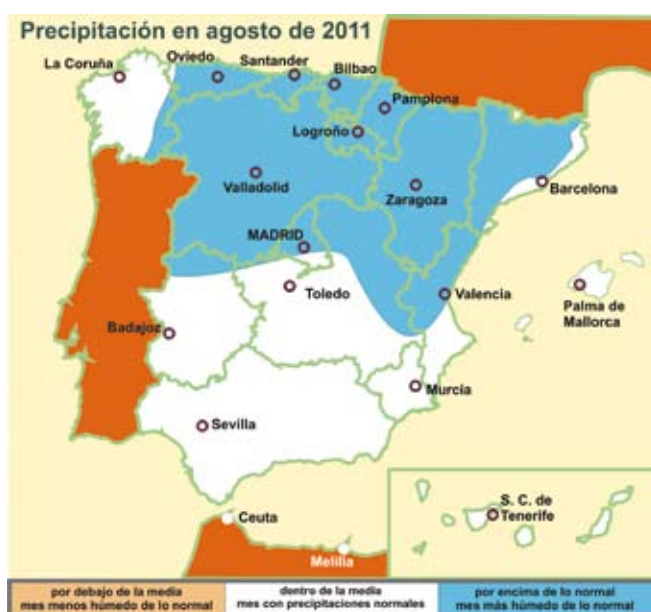 Precipitación en agosto de 2011
La Coruña
Oviedo
Santander
Bilbao
Pamplona
Logroño
Valladolid
Zaragoza
Barcelona
MADRID
Toledo
Valencia
Palma de
Mallorca
Badajoz
Murcia
Sevilla
S. C. de
Tenerife
Ceuta
Melilla
por debajo de la media
mes menos húmedo de lo normal
dentro de la media
mes con precipitaciones normales
por encima de lo normal
mes más húmedo de lo normal